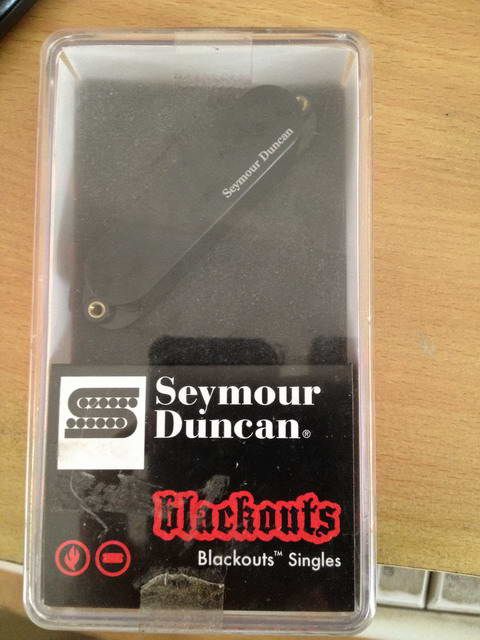 Seymour Duncan
Seymour
Duncan®
blackouts
Blackouts™ Singles